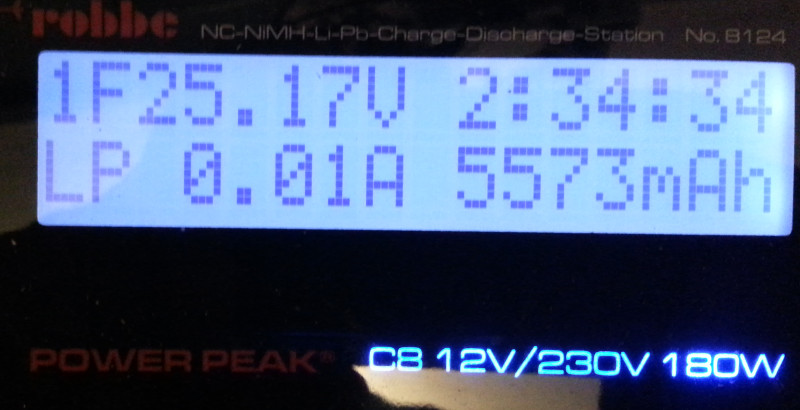 robbe NC-NiMH-Li-Pb-Charge-Discharge-Station No. 8124
1F25.17V 2:34:34
LP 0.01A 5573mAh
POWER PEAK® C8 12V/230V 180W